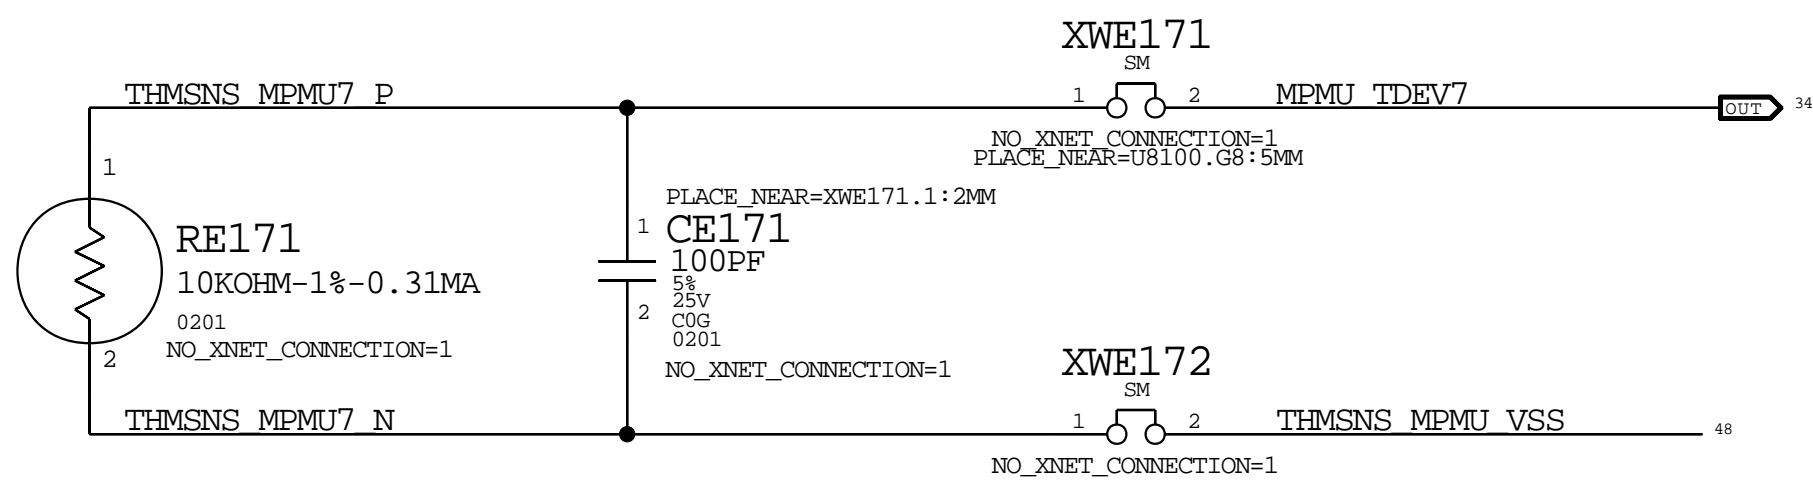 XWE171
SM
THMSNS_MPMU7_P
1
2
MPMU_TDEV7
OUT
34
NO_XNET_CONNECTION=1
PLACE_NEAR=U8100.G8:5MM
1
PLACE_NEAR=XWE171.1:2MM
1
CE171
RE171
100PF
10KOHM-1%-0.31MA
5%
25V
2
C0G
0201
0201
NO_XNET_CONNECTION=1
2
NO_XNET_CONNECTION=1
XWE172
SM
THMSNS_MPMU7_N
1
2
THMSNS_MPMU_VSS
48
NO_XNET_CONNECTION=1